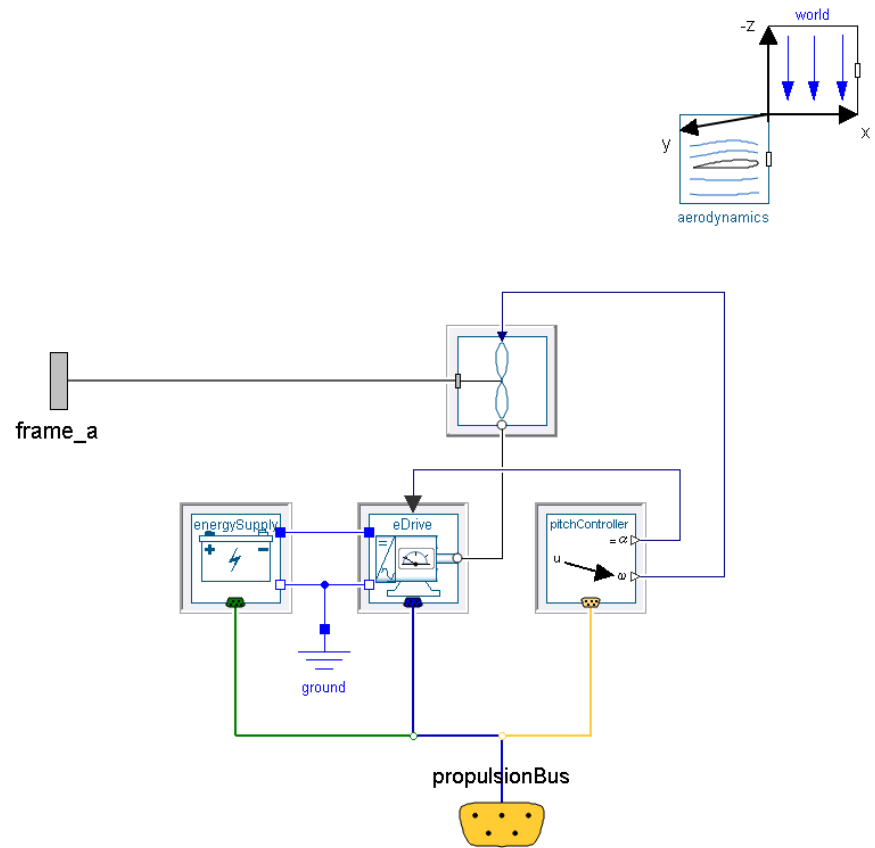 world
-Z
x
y
aerodynamics
frame_a
energySupply
eDrive
pitchController
= α
u
ω
+ −
=
ground
propulsionBus